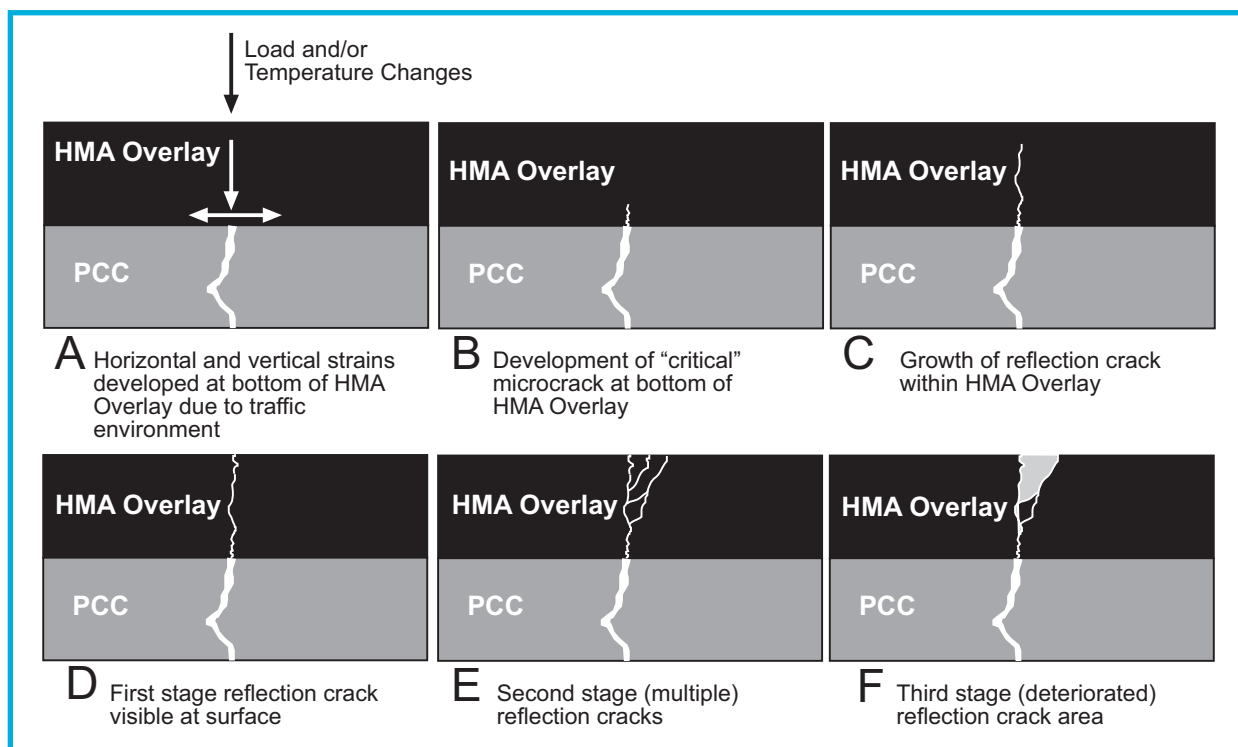 Load and/or
Temperature Changes
HMA Overlay
PCC
A Horizontal and vertical strains
developed at bottom of HMA
Overlay due to traffic
environment
HMA Overlay
PCC
B Development of “critical”
microcrack at bottom of
HMA Overlay
HMA Overlay
PCC
C Growth of reflection crack
within HMA Overlay
HMA Overlay
PCC
D First stage reflection crack
visible at surface
HMA Overlay
PCC
E Second stage (multiple)
reflection cracks
HMA Overlay
PCC
F Third stage (deteriorated)
reflection crack area